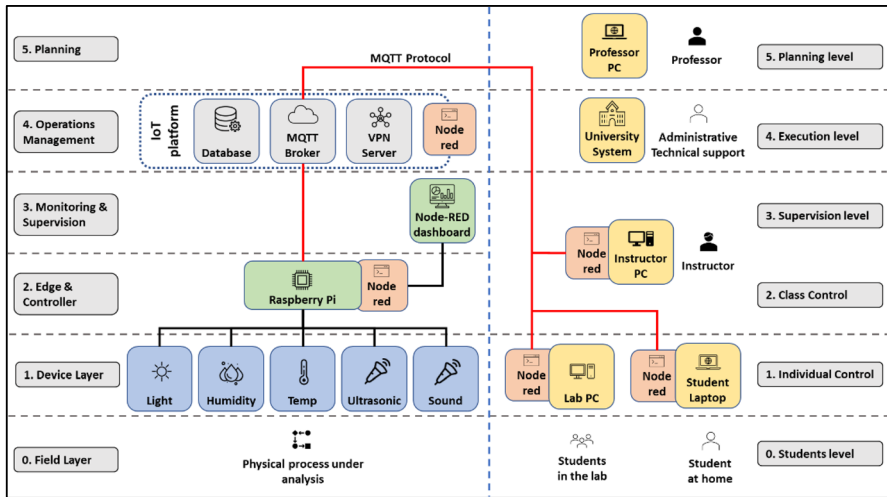 5. Planning
MQTT Protocol
Professor
PC
Professor
5. Planning level
4. Operations
Management
IoT
platform
Database
MQTT
Broker
VPN
Server
Node
red
University
System
Administrative
Technical support
4. Execution level
3. Monitoring &
Supervision
Node-RED
dashboard
Node
red
Instructor
PC
Instructor
3. Supervision level
2. Edge &
Controller
Raspberry Pi
Node
red
2. Class Control
1. Device Layer
Light
Humidity
Temp
Ultrasonic
Sound
Node
red
Lab PC
Node
red
Student
Laptop
1. Individual Control
0. Field Layer
Physical process under
analysis
Students
in the lab
Student
at home
0. Students level